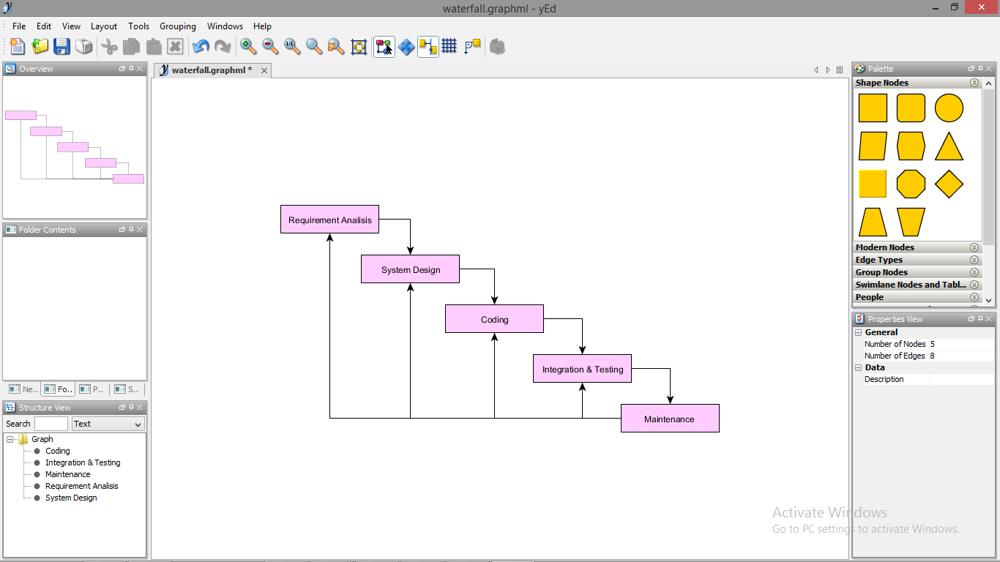 waterfall.graphml - yEd
File Edit View Layout Tools Grouping Windows Help
1:1
Overview
waterfall.graphml *
Palette
Shape Nodes
Modern Nodes
Edge Types
Group Nodes
Swimlane Nodes and Tabl...
People
Folder Contents
Ne.. Fo.. P.. S..
Structure View
Search Text
Graph
Coding
Integration & Testing
Maintenance
Requirement Analisis
System Design
Requirement Analisis
System Design
Coding
Integration & Testing
Maintenance
Properties View
General
Number of Nodes 5
Number of Edges 8
Data
Description
Activate Windows
Go to PC settings to activate Windows.